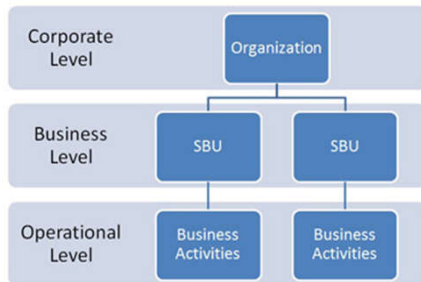 Corporate
Level
Organization
Business
Level
SBU
SBU
Operational
Level
Business
Activities
Business
Activities